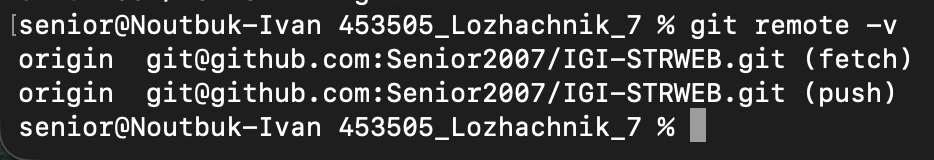 [senior@Noutbuk-Ivan 453505_Lozhachnik_7 % git remote -v
origin  git@github.com:Senior2007/IGI-STRWEB.git (fetch)
origin  git@github.com:Senior2007/IGI-STRWEB.git (push)
senior@Noutbuk-Ivan 453505_Lozhachnik_7 %